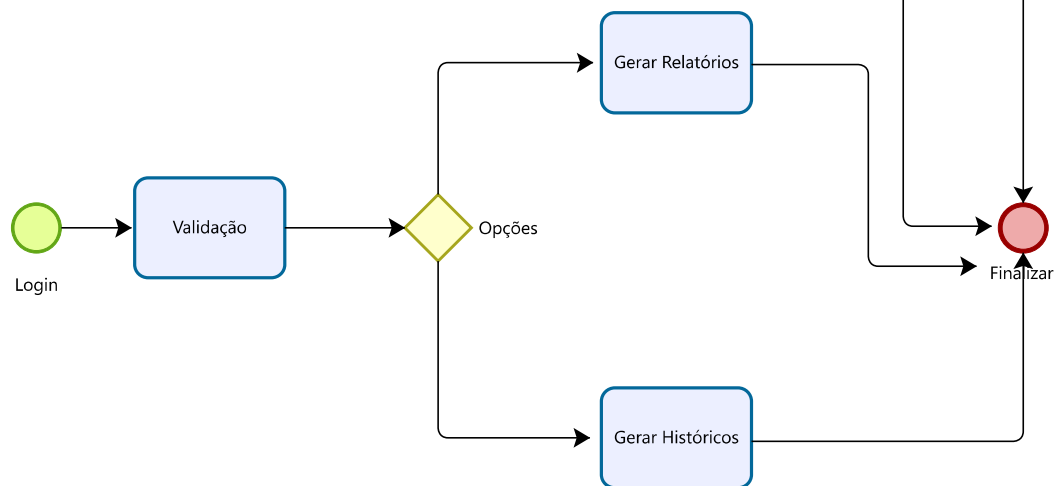 Gerar Relatórios
Validação
Opções
Login
Finalizar
Gerar Históricos